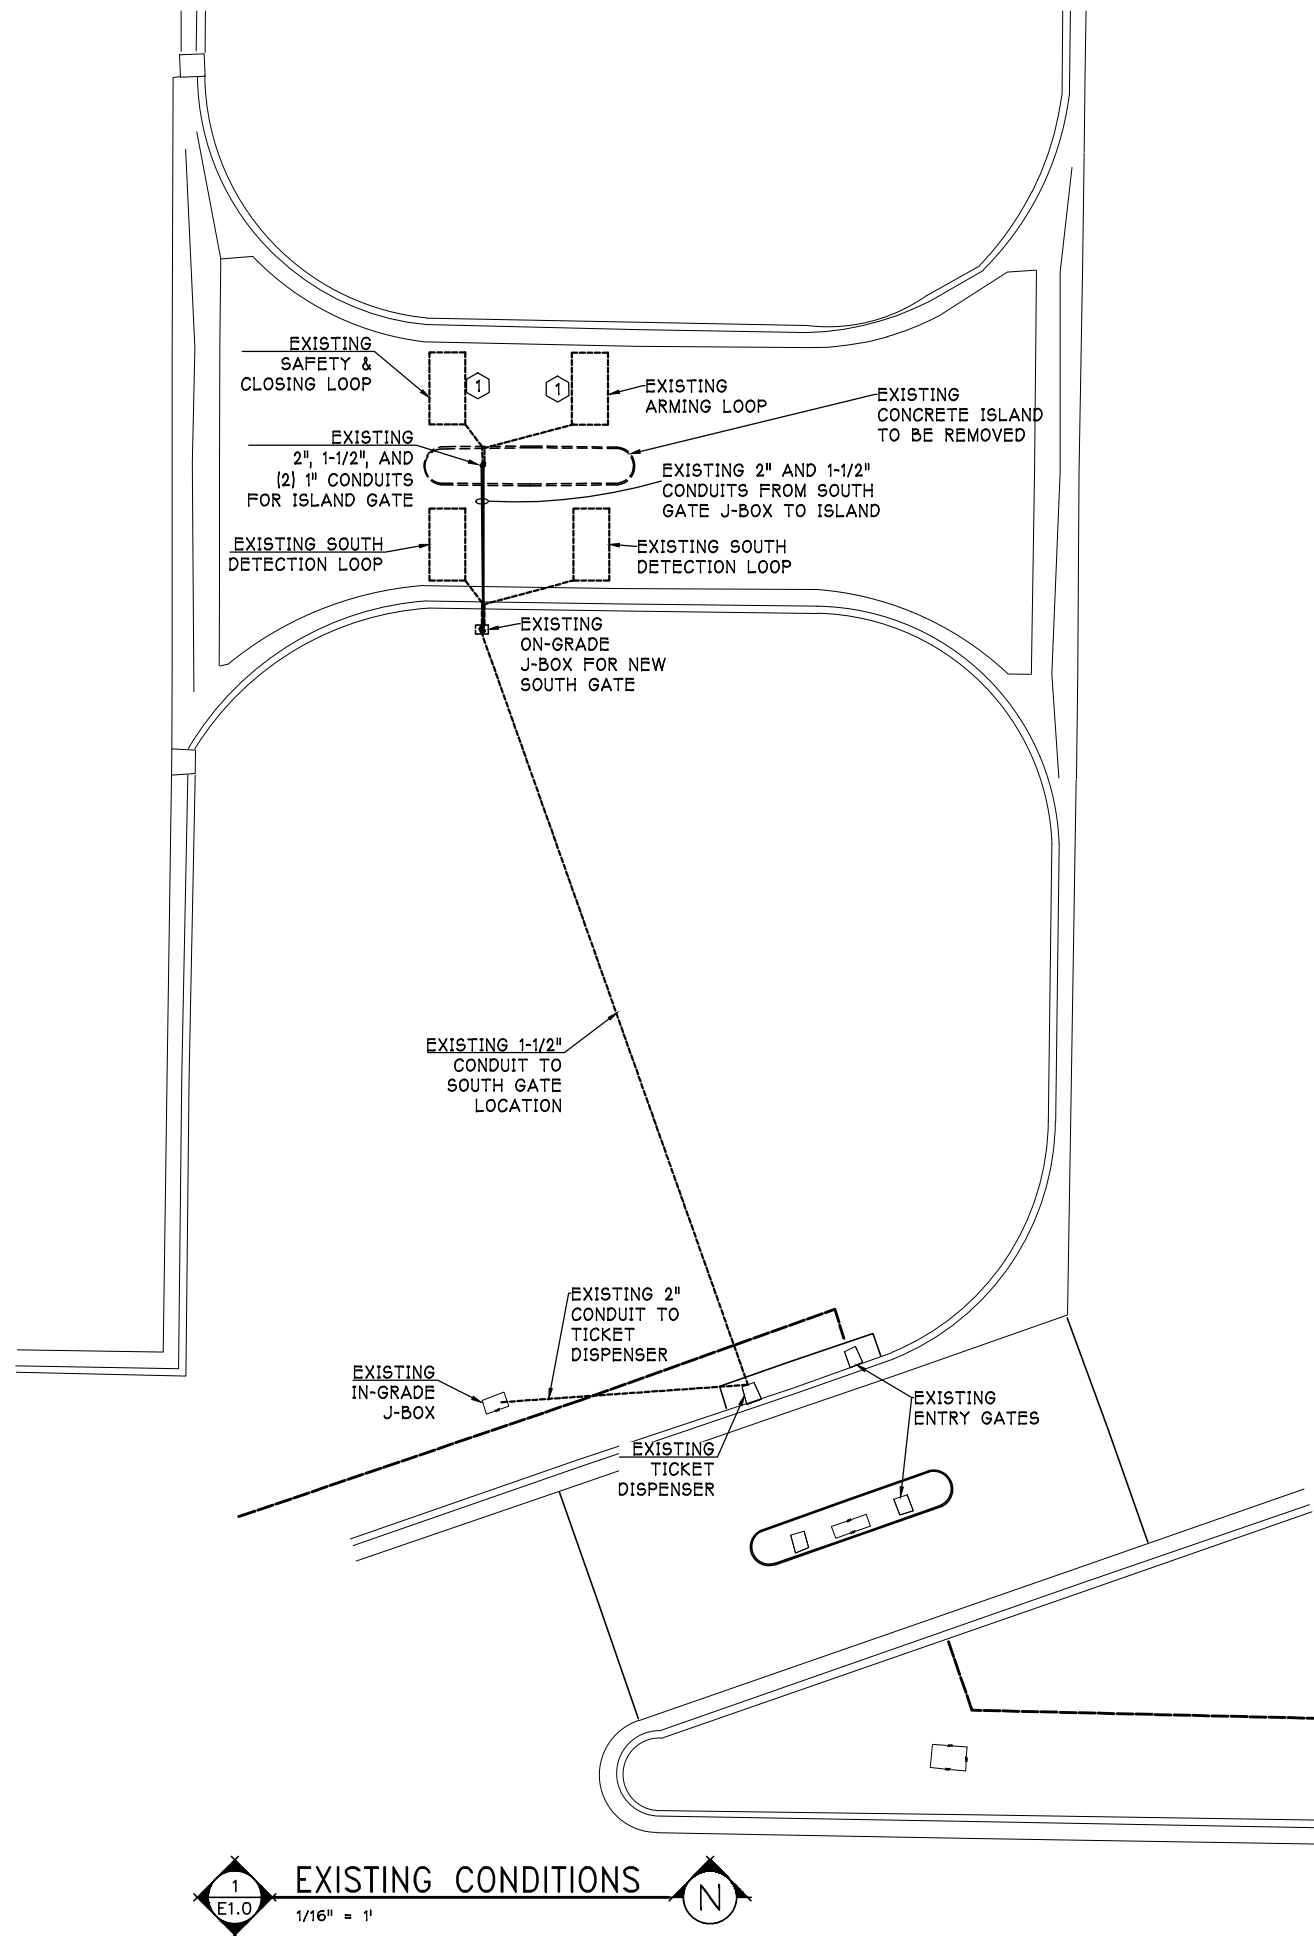 EXISTING
SAFETY &
CLOSING LOOP
1
1
EXISTING
ARMING LOOP
EXISTING
CONCRETE ISLAND
TO BE REMOVED
EXISTING
2", 1-1/2", AND
(2) 1" CONDUITS
FOR ISLAND GATE
EXISTING 2" AND 1-1/2"
CONDUITS FROM SOUTH
GATE J-BOX TO ISLAND
EXISTING SOUTH
DETECTION LOOP
EXISTING SOUTH
DETECTION LOOP
EXISTING
ON-GRADE
J-BOX FOR NEW
SOUTH GATE
EXISTING 1-1/2"
CONDUIT TO
SOUTH GATE
LOCATION
EXISTING 2"
CONDUIT TO
TICKET
DISPENSER
EXISTING
IN-GRADE
J-BOX
EXISTING
ENTRY GATES
EXISTING
TICKET
DISPENSER
1
E1.0
EXISTING CONDITIONS
1/16" = 1'
N